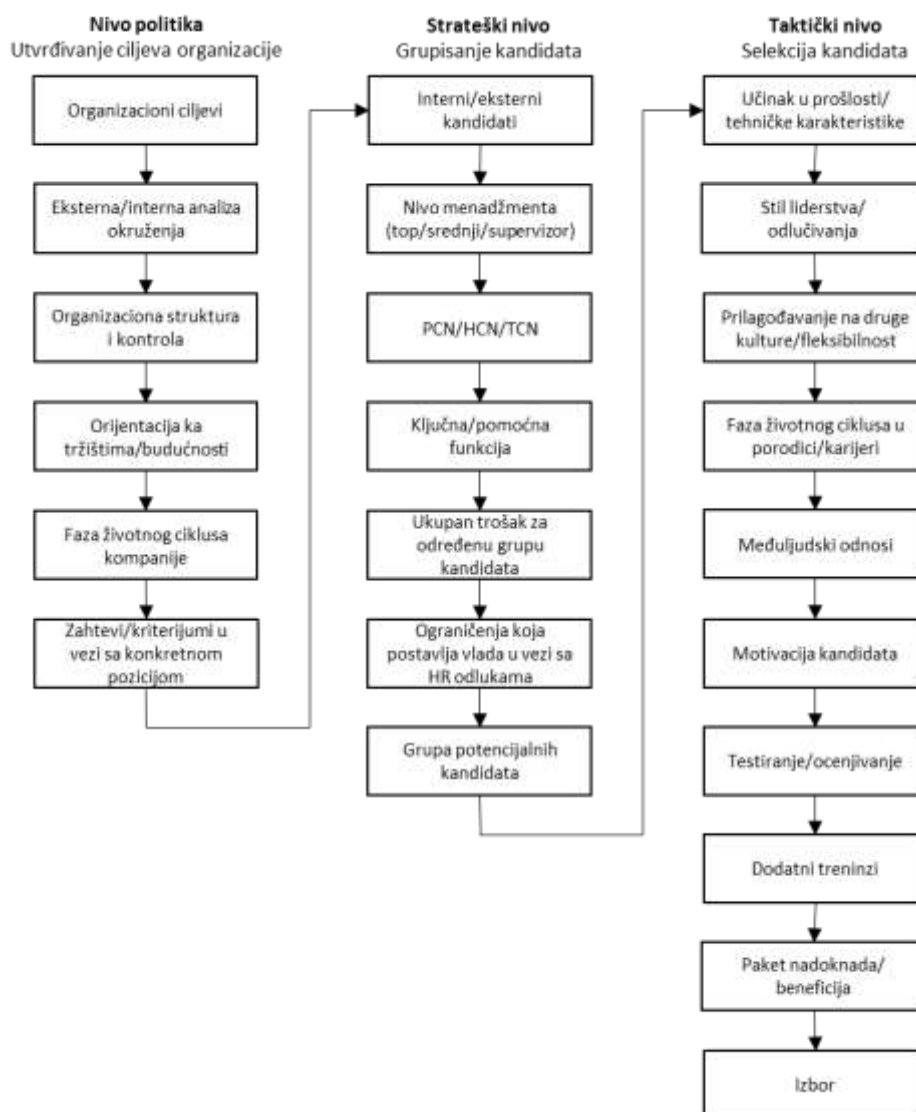 Nivo politika
Utvrđivanje ciljeva organizacije
Organizacioni ciljevi
Eksterna/interna analiza
okruženja
Organizaciona struktura
i kontrola
Orijentacija ka
tržištima/budućnosti
Faza životnog ciklusa
kompanije
Zahtevi/kriterijumi u
vezi sa konkretnom
pozicijom
Strateški nivo
Grupisanje kandidata
Interni/eksterni
kandidati
Nivo menadžmenta
(top/srednji/supervizor)
PCN/HCN/TCN
Ključna/pomoćna
funkcija
Ukupan trošak za
određenu grupu
kandidata
Ograničenja koja
postavlja vlada u vezi sa
HR odlukama
Grupa potencijalnih
kandidata
Taktički nivo
Selekcija kandidata
Učinak u prošlosti/
tehničke karakteristike
Stil liderstva/
odlučivanja
Prilagođavanje na druge
kulture/fleksibilnost
Faza životnog ciklusa u
porodici/karijeri
Međuljudski odnosi
Motivacija kandidata
Testiranje/ocenjivanje
Dodatni treninzi
Paket nadoknada/
beneficija
Izbor